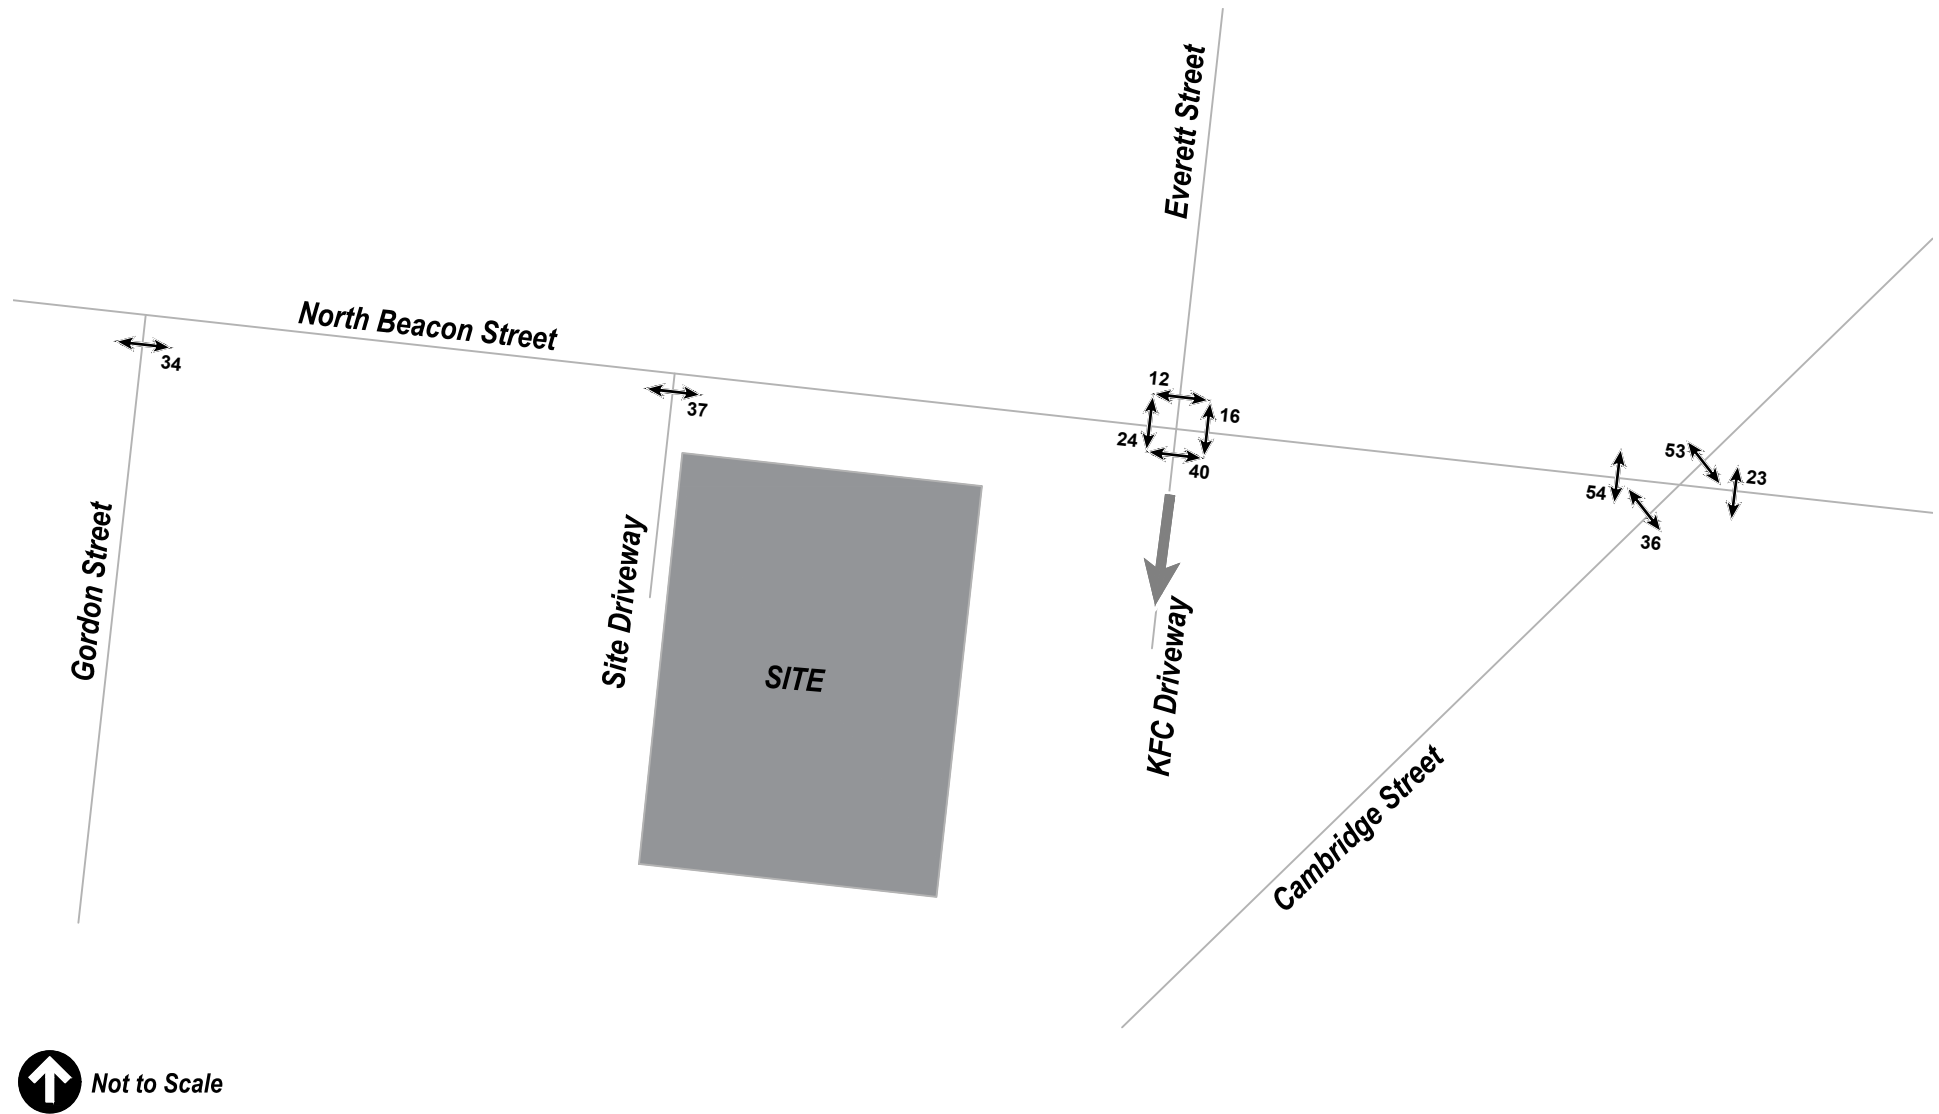 Everett Street
North Beacon Street
34
12
37
16
24
40
53
23
54
36
Gordon Street
Site Driveway
SITE
KFC Driveway
Cambridge Street
Not to Scale